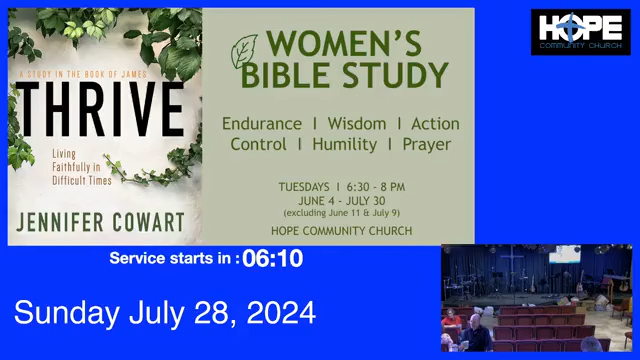 A STUDY IN THE BOOK OF JAMES
THRIVE
Living
Faithfully in
Difficult Times
JENNIFER COWART
WOMEN'S
BIBLE STUDY
Endurance I Wisdom I Action
Control I Humility I Prayer
TUESDAYS I 6:30 - 8 PM
JUNE 4 - JULY 30
(excluding June 11 & July 9)
HOPE COMMUNITY CHURCH
HOPE
COMMUNITY CHURCH
Service starts in : 06:10
Sunday July 28, 2024